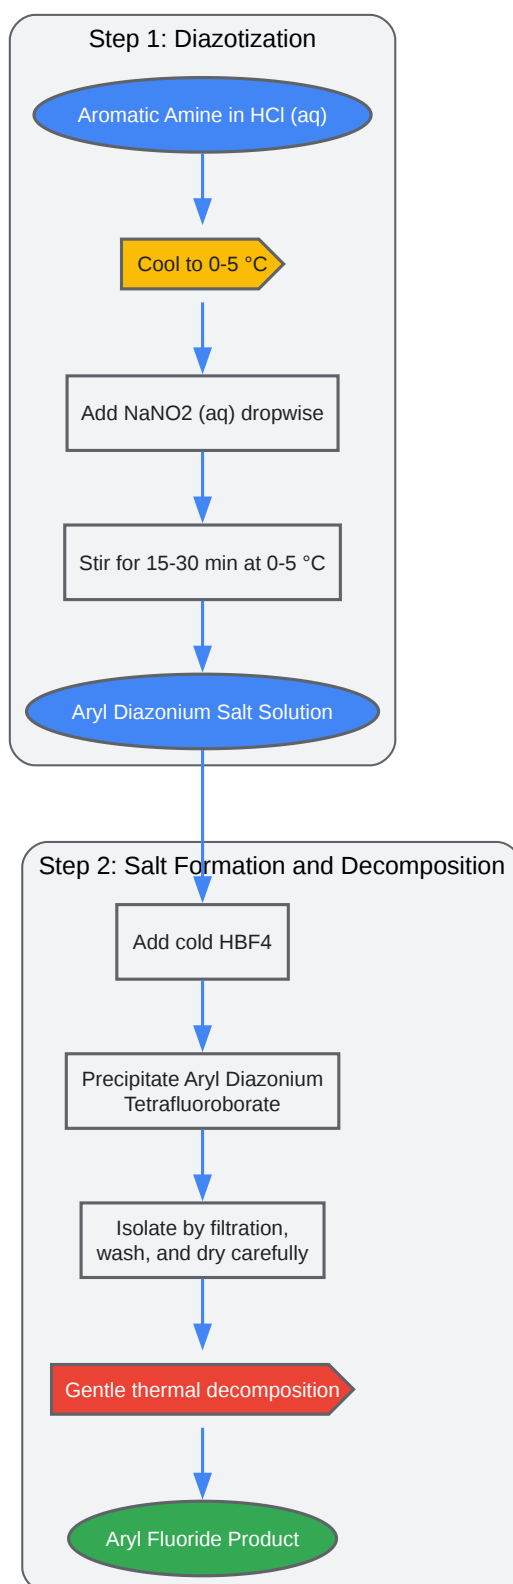 Step 1: Diazotization
Aromatic Amine in HCl (aq)
Cool to 0-5 °C
Add NaNO2 (aq) dropwise
Stir for 15-30 min at 0-5 °C
Aryl Diazonium Salt Solution
Step 2: Salt Formation and Decomposition
Add cold HBF4
Precipitate Aryl Diazonium
Tetrafluoroborate
Isolate by filtration,
wash, and dry carefully
Gentle thermal decomposition
Aryl Fluoride Product